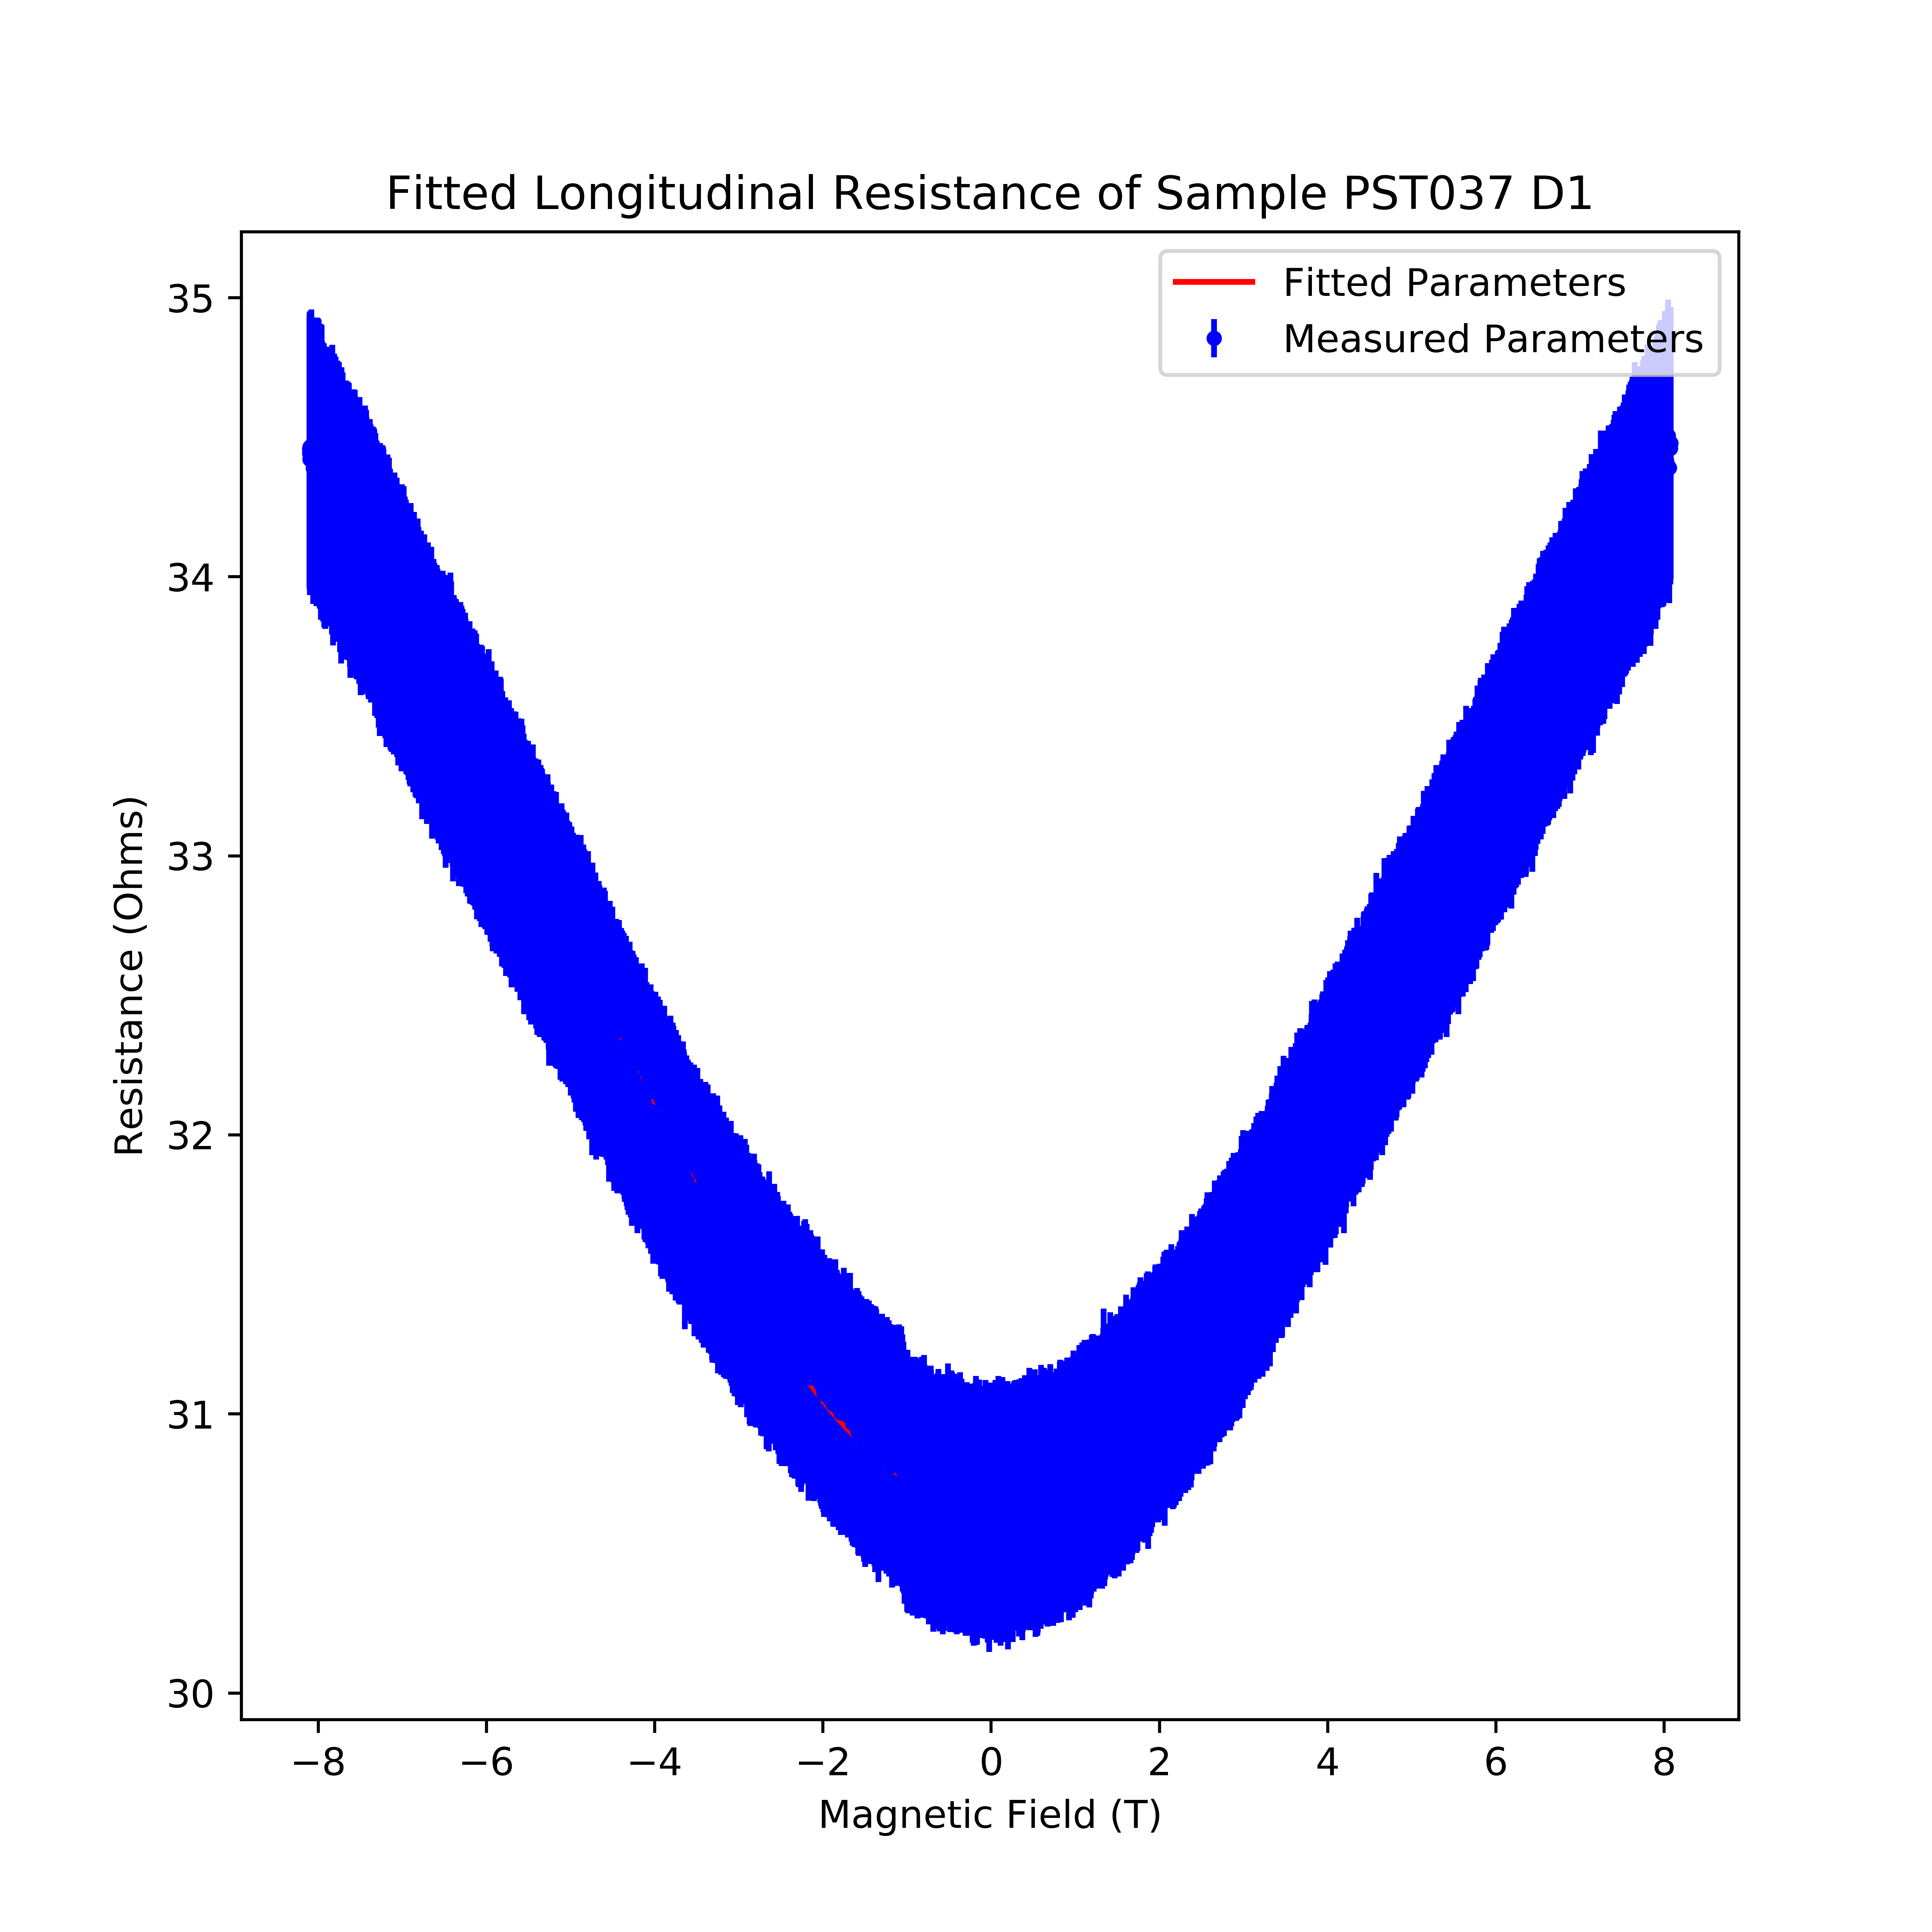 Fitted Longitudinal Resistance of Sample PST037 D1
Fitted Parameters
Measured Parameters
35
34
33
32
31
30
Resistance (Ohms)
−8 −6 −4 −2 0 2 4 6 8
Magnetic Field (T)